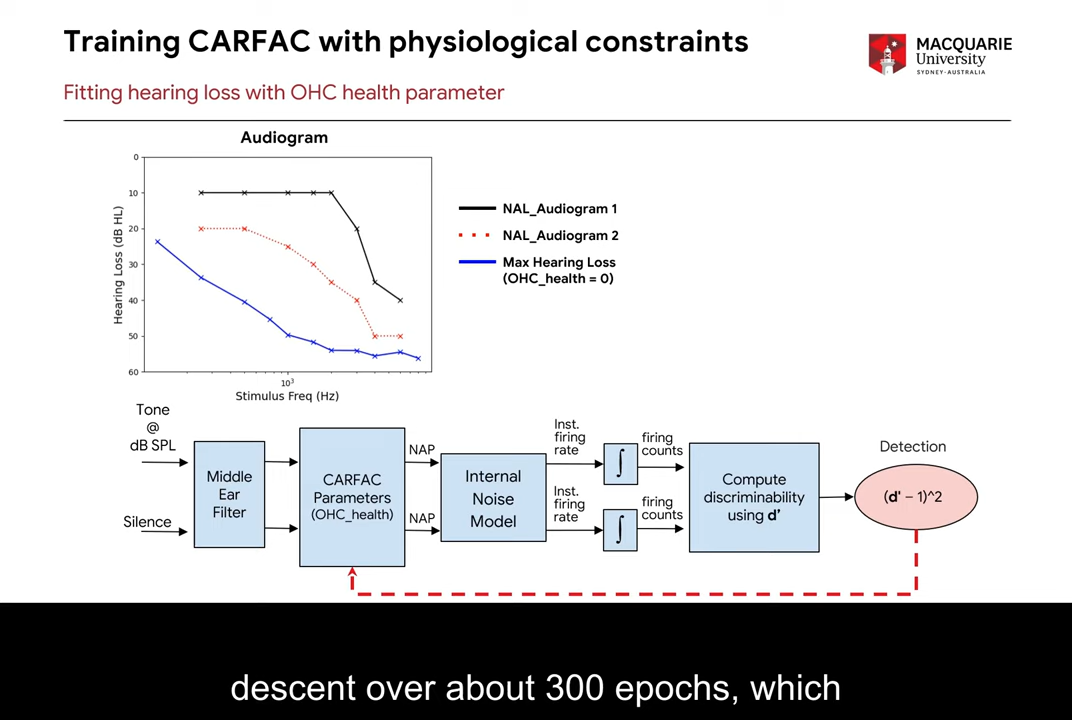 Training CARFAC with physiological constraints
MACQUARIE
University
SYDNEY·AUSTRALIA
Fitting hearing loss with OHC health parameter
Audiogram
0
10
20
30
40
50
60
Hearing Loss (dB HL)
10³
Stimulus Freq (Hz)
NAL_Audiogram 1
NAL_Audiogram 2
Max Hearing Loss
(OHC_health = 0)
Tone
@
dB SPL
Silence
Middle
Ear
Filter
CARFAC
Parameters
(OHC_health)
NAP
NAP
Internal
Noise
Model
Inst.
firing
rate
Inst.
firing
rate
∫
∫
firing
counts
firing
counts
Compute
discriminability
using d'
Detection
(d' − 1)^2
descent over about 300 epochs, which